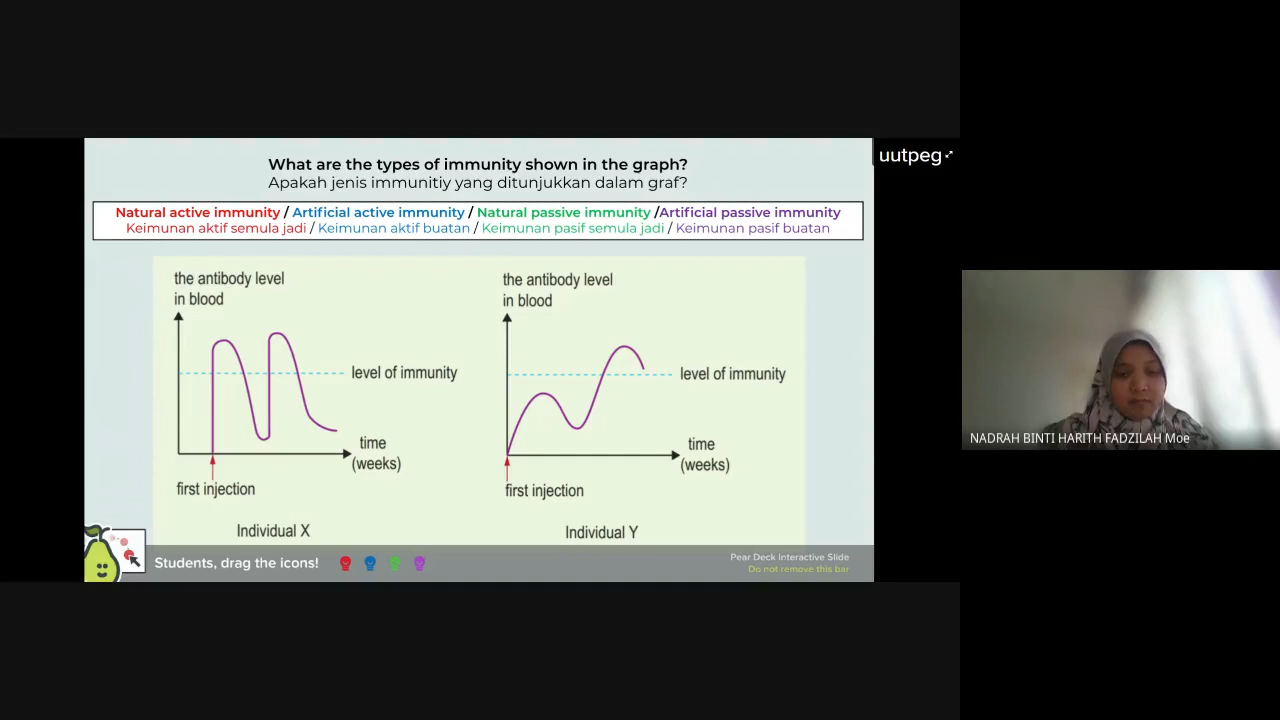 What are the types of immunity shown in the graph?
Apakah jenis immunitiy yang ditunjukkan dalam graf?
Natural active immunity / Artificial active immunity / Natural passive immunity /Artificial passive immunity
Keimunan aktif semula jadi / Keimunan aktif buatan / Keimunan pasif semula jadi / Keimunan pasif buatan
the antibody level
in blood
level of immunity
time
(weeks)
first injection
Individual X
the antibody level
in blood
level of immunity
time
(weeks)
first injection
Individual Y
Students, drag the icons!
Pear Deck Interactive Slide
Do not remove this bar
uutpeg
NADRAH BINTI HARITH FADZILAH Moe